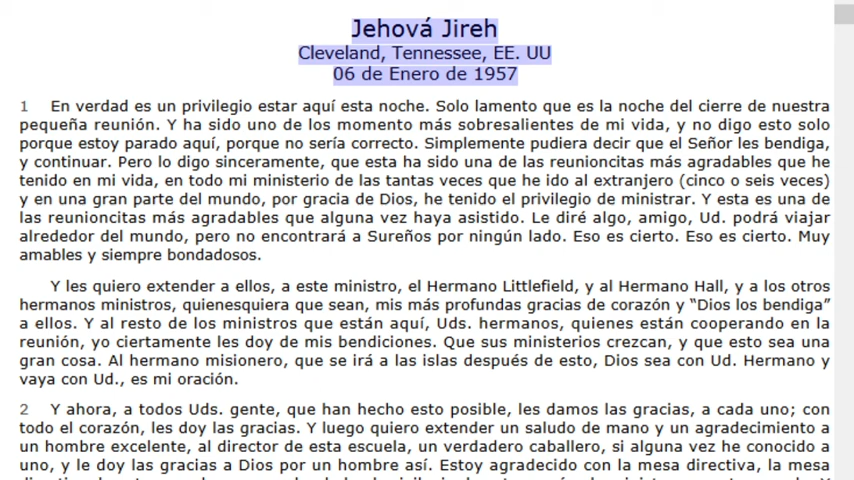 Jehová Jireh
Cleveland, Tennessee, EE. UU
06 de Enero de 1957
1 En verdad es un privilegio estar aquí esta noche. Solo lamento que es la noche del cierre de nuestra
pequeña reunión. Y ha sido uno de los momento más sobresalientes de mi vida, y no digo esto solo
porque estoy parado aquí, porque no sería correcto. Simplemente pudiera decir que el Señor les bendiga,
y continuar. Pero lo digo sinceramente, que esta ha sido una de las reunioncitas más agradables que he
tenido en mi vida, en todo mi ministerio de las tantas veces que he ido al extranjero (cinco o seis veces)
y en una gran parte del mundo, por gracia de Dios, he tenido el privilegio de ministrar. Y esta es una de
las reunioncitas más agradables que alguna vez haya asistido. Le diré algo, amigo, Ud. podrá viajar
alrededor del mundo, pero no encontrará a Sureños por ningún lado. Eso es cierto. Eso es cierto. Muy
amables y siempre bondadosos.
Y les quiero extender a ellos, a este ministro, el Hermano Littlefield, y al Hermano Hall, y a los otros
hermanos ministros, quienesquiera que sean, mis más profundas gracias de corazón y “Dios los bendiga”
a ellos. Y al resto de los ministros que están aquí, Uds. hermanos, quienes están cooperando en la
reunión, yo ciertamente les doy de mis bendiciones. Que sus ministerios crezcan, y que esto sea una
gran cosa. Al hermano misionero, que se irá a las islas después de esto, Dios sea con Ud. Hermano y
vaya con Ud., es mi oración.
2 Y ahora, a todos Uds. gente, que han hecho esto posible, les damos las gracias, a cada uno; con
todo el corazón, les doy las gracias. Y luego quiero extender un saludo de mano y un agradecimiento a
un hombre excelente, al director de esta escuela, un verdadero caballero, si alguna vez he conocido a
uno, y le doy las gracias a Dios por un hombre así. Estoy agradecido con la mesa directiva, la mesa